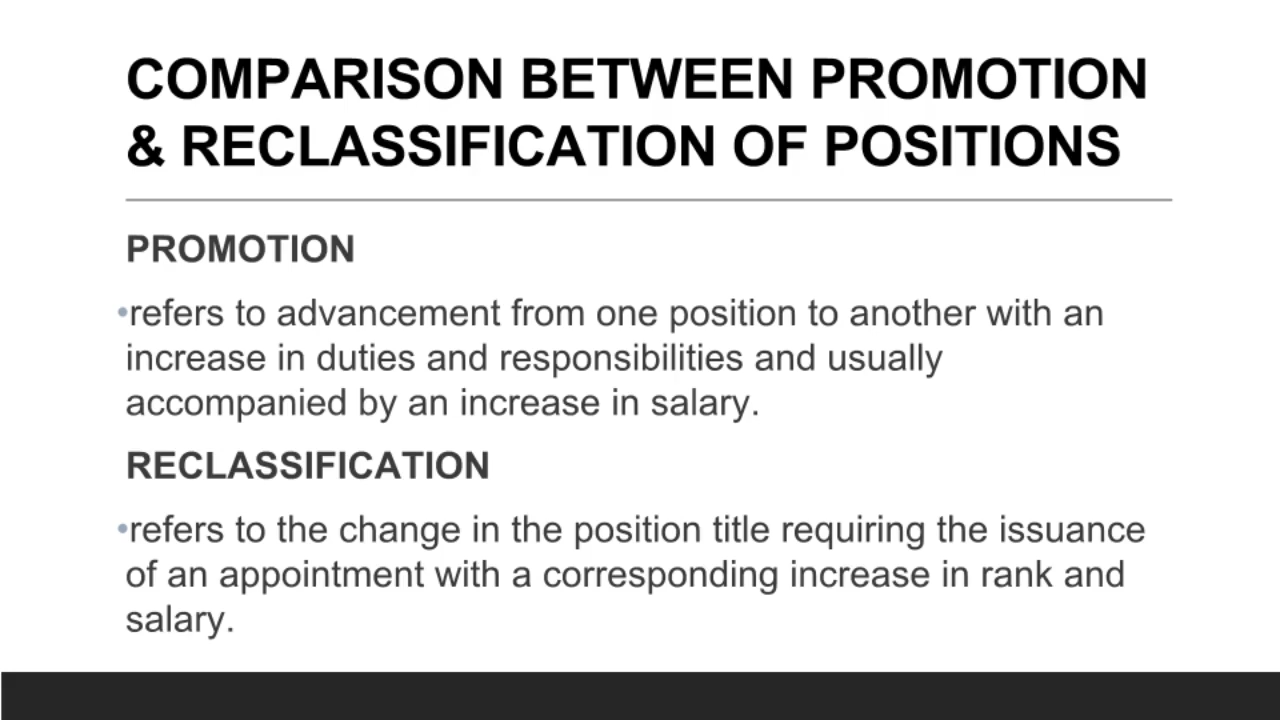 COMPARISON BETWEEN PROMOTION
& RECLASSIFICATION OF POSITIONS
PROMOTION
•refers to advancement from one position to another with an
increase in duties and responsibilities and usually
accompanied by an increase in salary.
RECLASSIFICATION
•refers to the change in the position title requiring the issuance
of an appointment with a corresponding increase in rank and
salary.